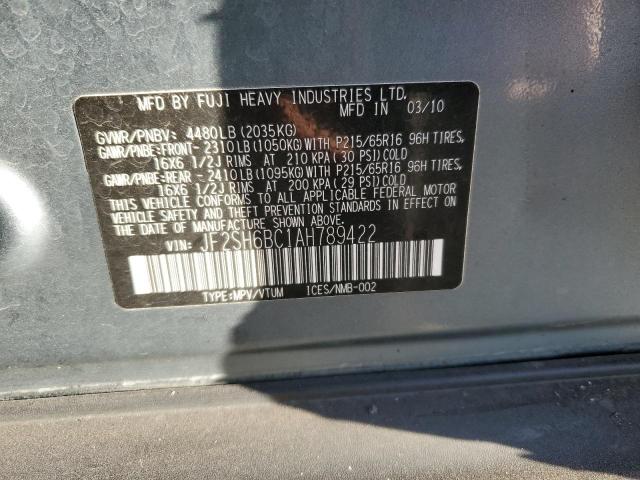 MFD BY FUJI HEAVY INDUSTRIES LTD.
MFD IN 03/10
GVWR/PNBV: 4480LB(2035KG)
GAWR/PNBE:FRONT- 2310LB(1050KG)WITH P215/65R16 96H TIRES,
16X6 1/2J RIMS AT 210 KPA(30 PSI)COLD
GAWR/PNBE:REAR - 2410LB(1095KG)WITH P215/65R16 96H TIRES,
16X6 1/2J RIMS AT 200 KPA(29 PSI)COLD
THIS VEHICLE CONFORMS TO ALL APPLICABLE FEDERAL MOTOR
VEHICLE SAFETY AND THEFT PREVENTION STANDARDS IN EFFECT ON
THE DATE OF MANUFACTURE SHOWN ABOVE.
VIN: JF2SH6BC1AH789422
TYPE:MPV/VTUM ICES/NMB-002